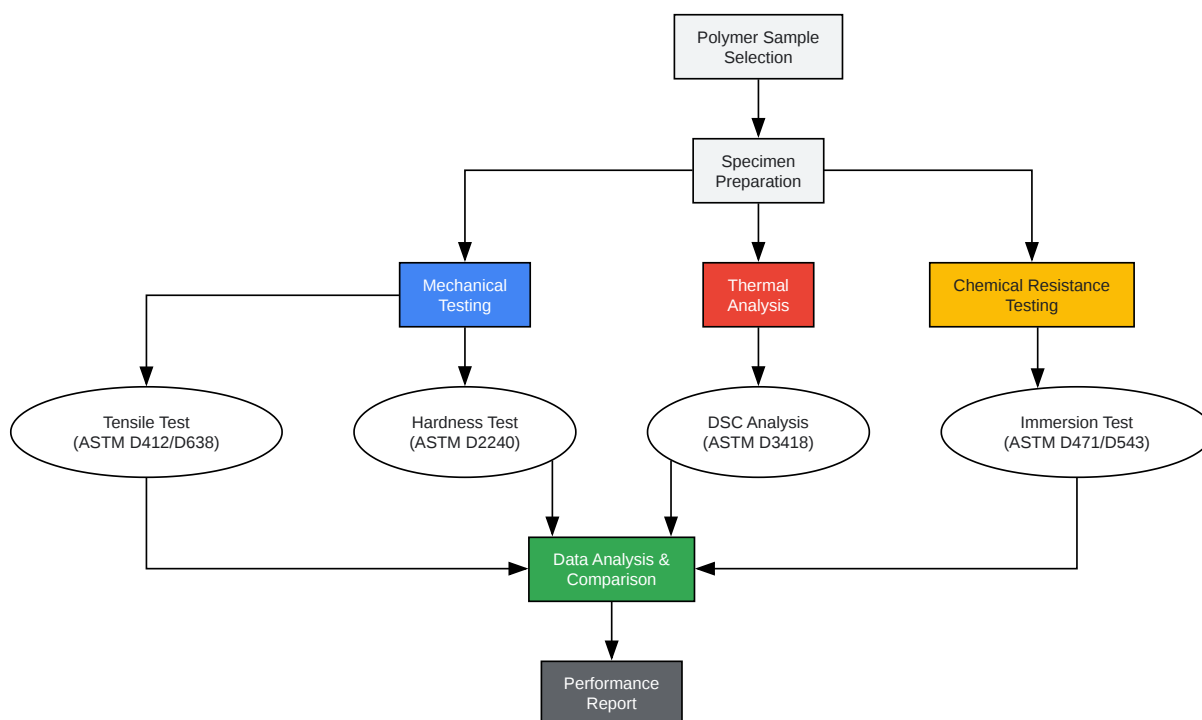 Polymer Sample
Selection
Specimen
Preparation
Mechanical
Testing
Thermal
Analysis
Chemical Resistance
Testing
Tensile Test
(ASTM D412/D638)
Hardness Test
(ASTM D2240)
DSC Analysis
(ASTM D3418)
Immersion Test
(ASTM D471/D543)
Data Analysis &
Comparison
Performance
Report